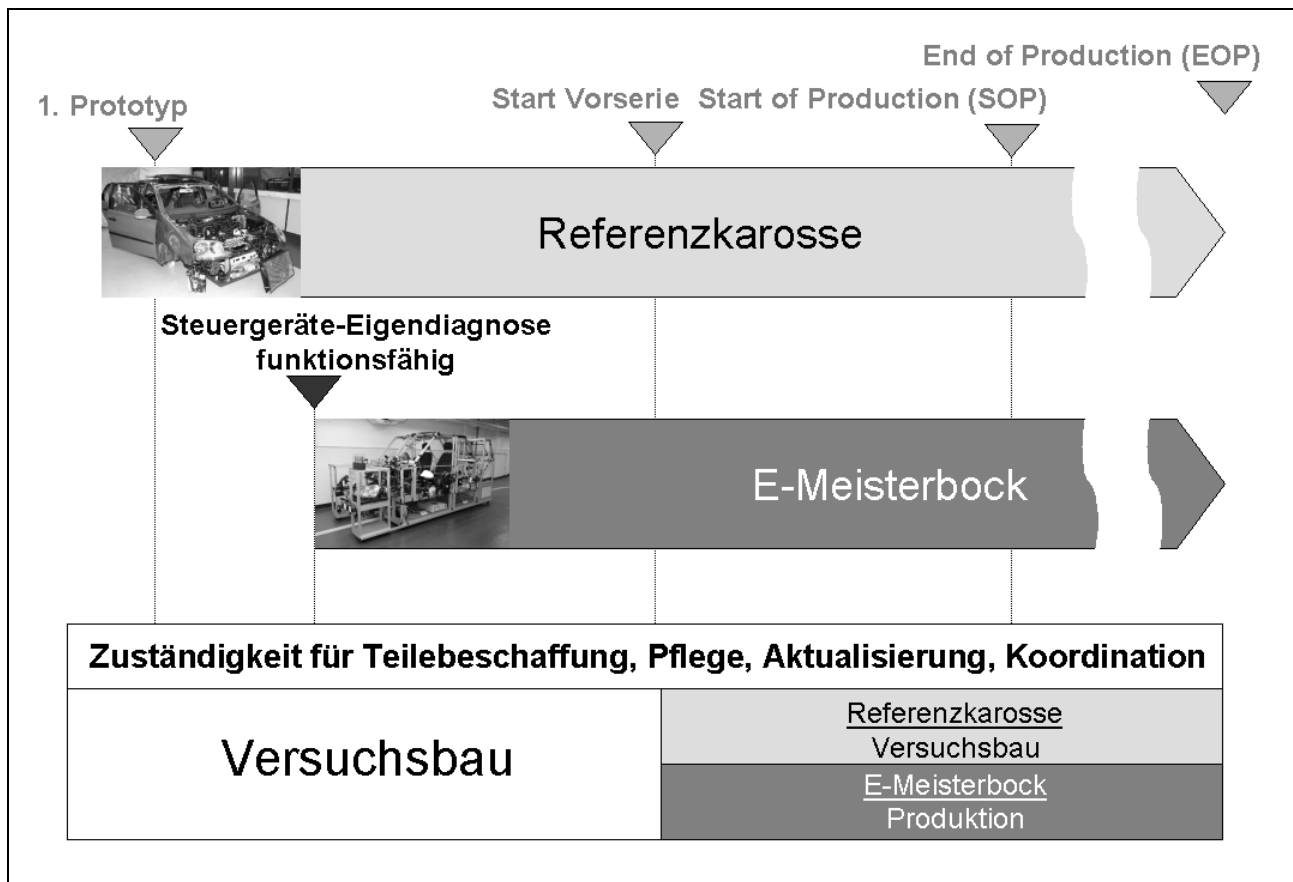 End of Production (EOP)
1. Prototyp
Start Vorserie
Start of Production (SOP)
Referenzkarosse
Steuergeräte-Eigendiagnose
funktionsfähig
E-Meisterbock
Zuständigkeit für Teilebeschaffung, Pflege, Aktualisierung, Koordination
Versuchsbau
Referenzkarosse
Versuchsbau
E-Meisterbock
Produktion